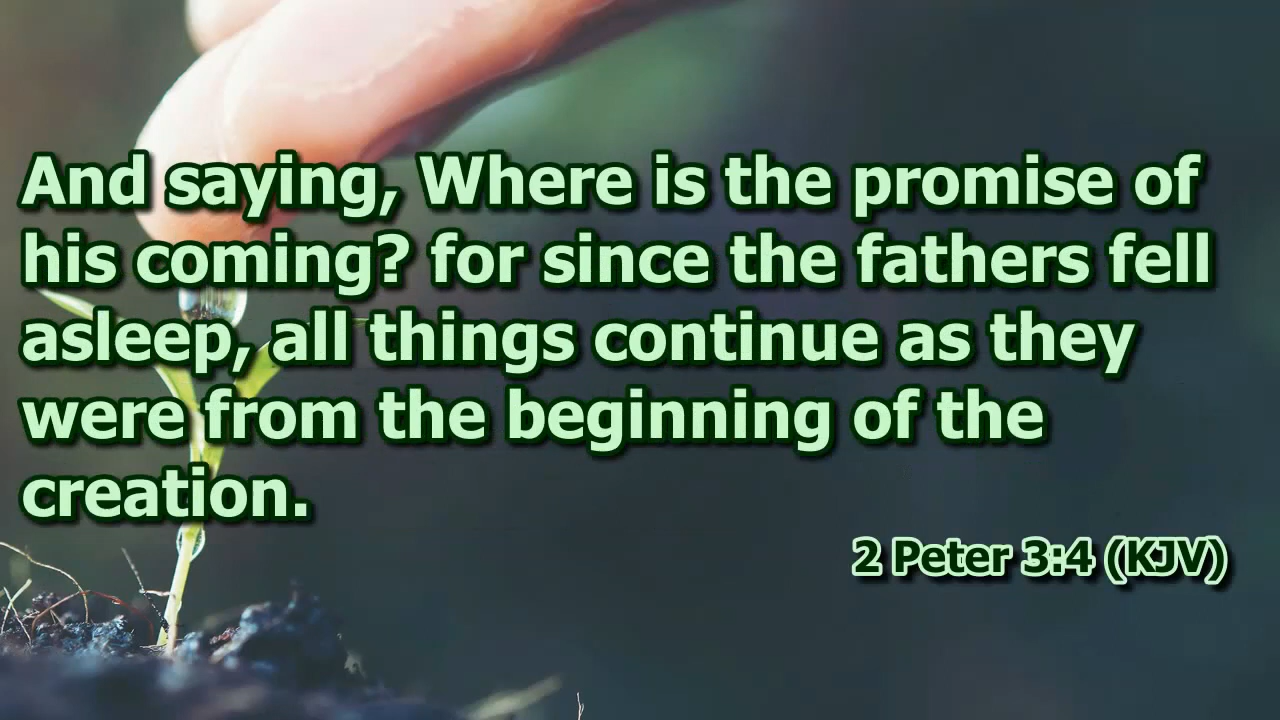 And saying, Where is the promise of
his coming? for since the fathers fell
asleep, all things continue as they
were from the beginning of the
creation.
2 Peter 3:4 (KJV)